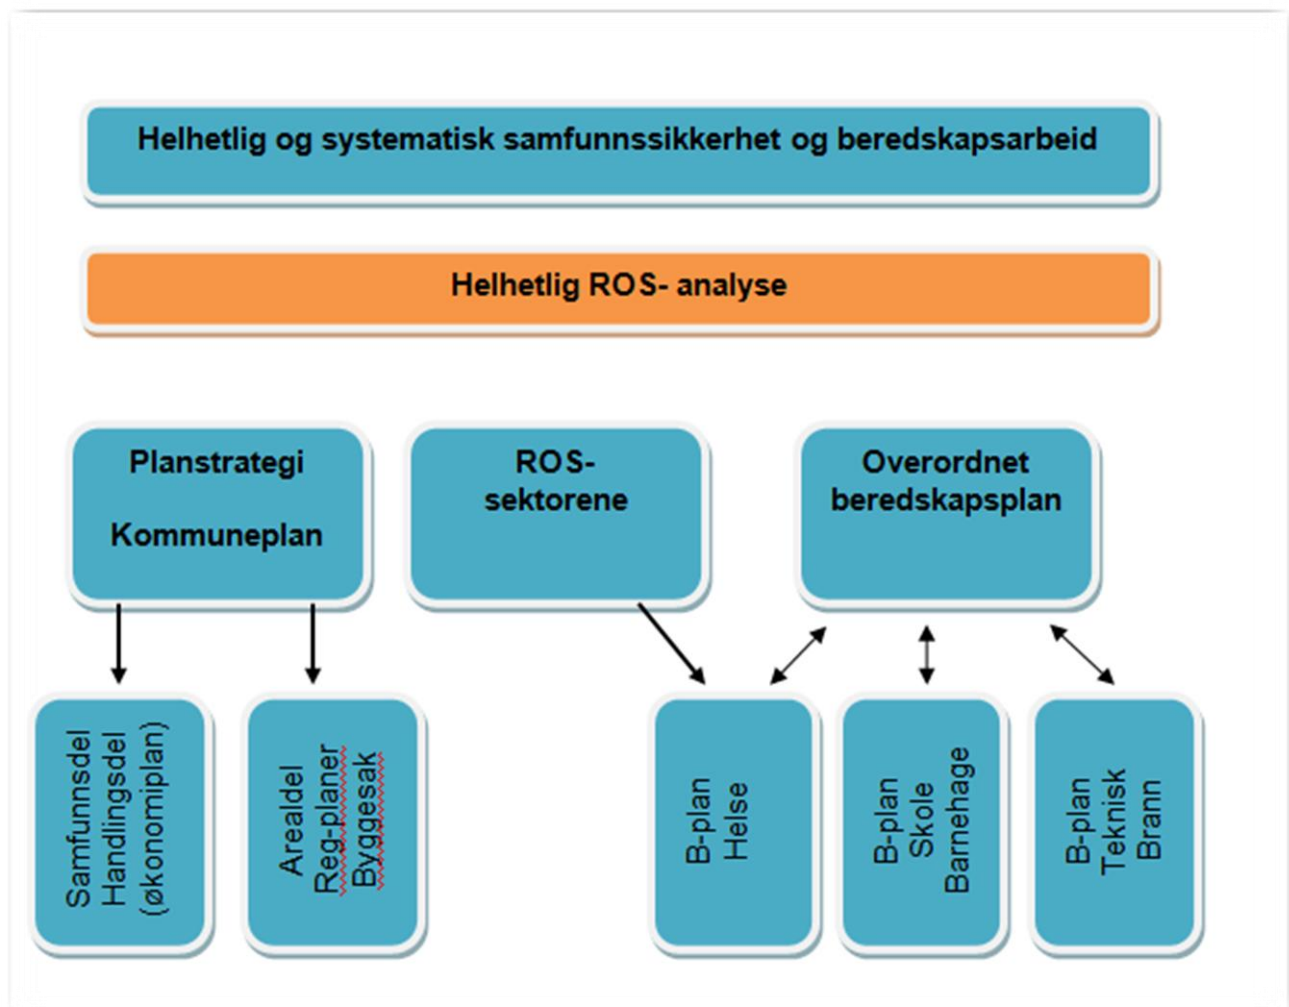 Helhetlig og systematisk samfunnssikkerhet og beredskapsarbeid
Helhetlig ROS- analyse
Planstrategi
Kommuneplan
ROS-
sektorene
Overordnet
beredskapsplan
Samfunnsdel
Handlingsdel
(økonomiplan)
Arealdel
Reg-planer
Byggesak
B-plan
Helse
B-plan
Skole
Barnehage
B-plan
Teknisk
Brann